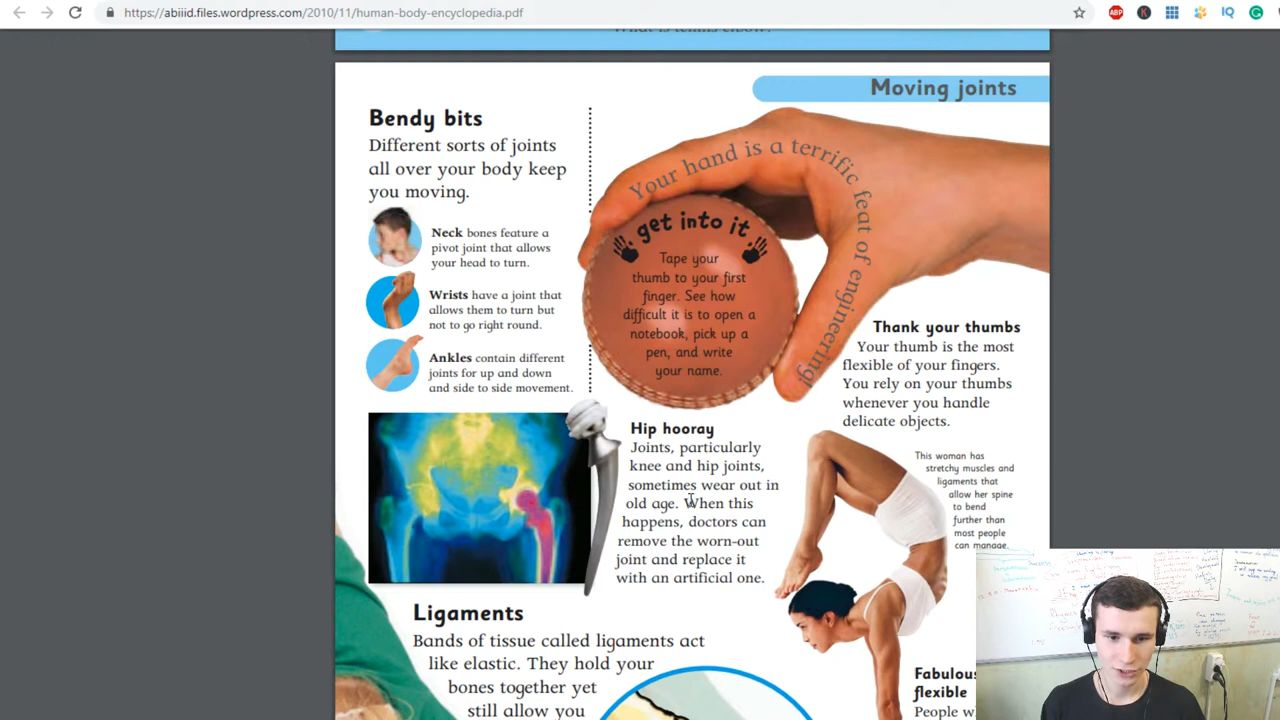 https://abiiid.files.wordpress.com/2010/11/human-body-encyclopedia.pdf
ABP
K
IQ
G
What is tennis elbow?
Moving joints
Bendy bits
Different sorts of joints
all over your body keep
you moving.
Neck bones feature a
pivot joint that allows
your head to turn.
Wrists have a joint that
allows them to turn but
not to go right round.
Ankles contain different
joints for up and down
and side to side movement.
Your hand is a terrific feat of engineering!
get into it
Tape your
thumb to your first
finger. See how
difficult it is to open a
notebook, pick up a
pen, and write
your name.
Thank your thumbs
Your thumb is the most
flexible of your fingers.
You rely on your thumbs
whenever you handle
delicate objects.
Hip hooray
Joints, particularly
knee and hip joints,
sometimes wear out in
old age. When this
happens, doctors can
remove the worn-out
joint and replace it
with an artificial one.
This woman has
stretchy muscles and
ligaments that
allow her spine
to bend
further than
most people
can manage.
Ligaments
Bands of tissue called ligaments act
like elastic. They hold your
bones together yet
still allow you
Fabulous
flexible
People